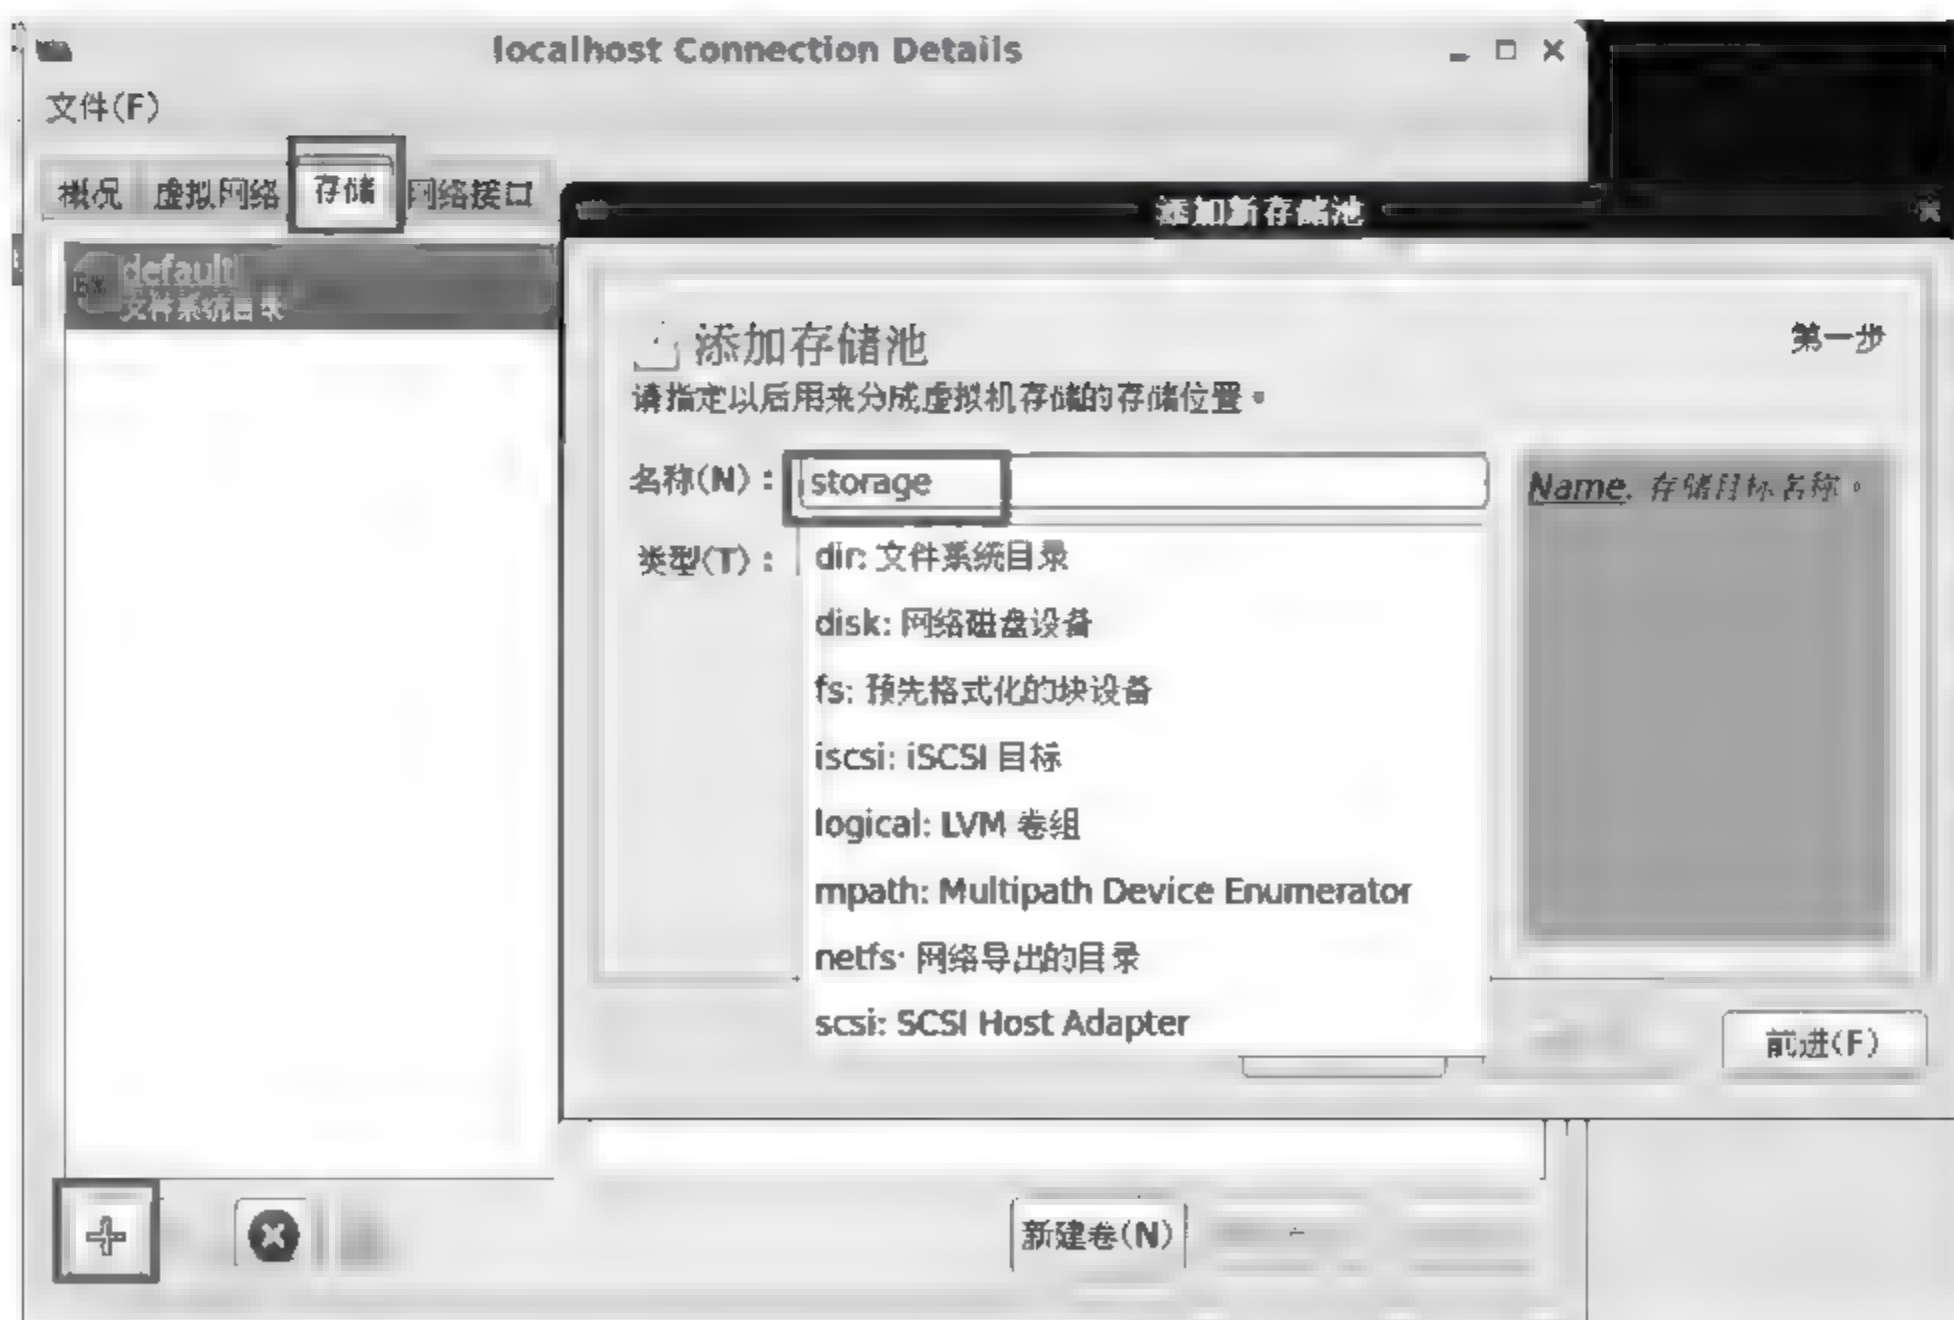 localhost Connection Details
文件(F)
概况 虚拟网络 存储 网络接口
default
文件系统目录
添加新存储池
添加存储池
第一步
请指定以后用来分成虚拟机存储的存储位置。
名称(N)：
storage
Name. 存储目标名称。
类型(T)：
dir: 文件系统目录
disk: 网络磁盘设备
fs: 预先格式化的块设备
iscsi: iSCSI 目标
logical: LVM 卷组
mpath: Multipath Device Enumerator
netfs: 网络导出的目录
scsi: SCSI Host Adapter
前进(F)
新建卷(N)